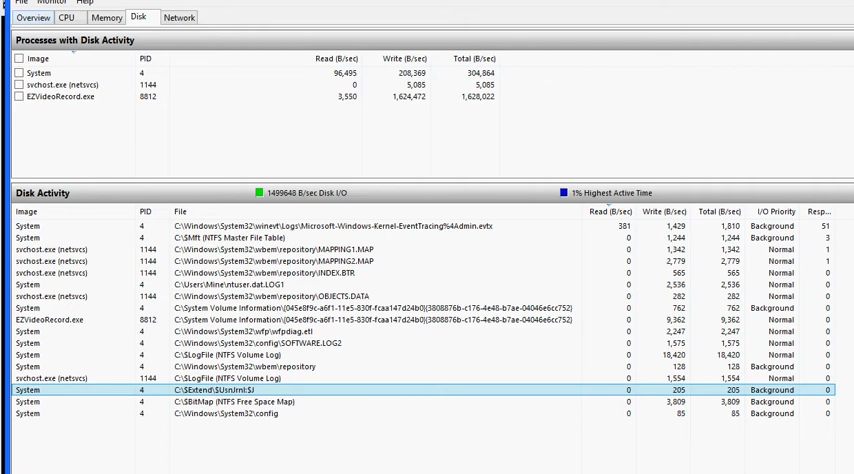 File Monitor Help
Overview CPU Memory Disk Network
Processes with Disk Activity
Image PID Read (B/sec) Write (B/sec) Total (B/sec)
System 4 96,495 208,369 304,864
svchost.exe (netsvcs) 1144 0 5,085 5,085
EZVideoRecord.exe 8812 3,550 1,624,472 1,628,022
Disk Activity 1499648 B/sec Disk I/O 1% Highest Active Time
Image PID File Read (B/sec) Write (B/sec) Total (B/sec) I/O Priority Resp...
System 4 C:\Windows\System32\winevt\Logs\Microsoft-Windows-Kernel-EventTracing%4Admin.evtx 381 1,429 1,810 Background 51
System 4 C:\$Mft (NTFS Master File Table) 0 1,244 1,244 Background 3
svchost.exe (netsvcs) 1144 C:\Windows\System32\wbem\repository\MAPPING1.MAP 0 1,342 1,342 Normal 1
svchost.exe (netsvcs) 1144 C:\Windows\System32\wbem\repository\MAPPING2.MAP 0 2,779 2,779 Normal 1
svchost.exe (netsvcs) 1144 C:\Windows\System32\wbem\repository\INDEX.BTR 0 565 565 Normal 0
System 4 C:\Users\Mine\ntuser.dat.LOG1 0 2,536 2,536 Normal 0
svchost.exe (netsvcs) 1144 C:\Windows\System32\wbem\repository\OBJECTS.DATA 0 282 282 Normal 0
System 4 C:\System Volume Information\{045e8f9c-a6f1-11e5-830f-fcaa147d24b0}{3808876b-c176-4e48-b7ae-04046e6cc752} 0 762 762 Background 0
EZVideoRecord.exe 8812 C:\System Volume Information\{045e8f9c-a6f1-11e5-830f-fcaa147d24b0}{3808876b-c176-4e48-b7ae-04046e6cc752} 0 9,362 9,362 Normal 0
System 4 C:\Windows\System32\wfp\wfpdiag.etl 0 2,247 2,247 Normal 0
System 4 C:\Windows\System32\config\SOFTWARE.LOG2 0 1,575 1,575 Normal 0
System 4 C:\$LogFile (NTFS Volume Log) 0 18,420 18,420 Normal 0
System 4 C:\Windows\System32\wbem\repository 0 128 128 Background 0
svchost.exe (netsvcs) 1144 C:\$LogFile (NTFS Volume Log) 0 1,554 1,554 Normal 0
System 4 C:\$Extend\$UsnJrnl:$J 0 205 205 Background 0
System 4 C:\$BitMap (NTFS Free Space Map) 0 3,809 3,809 Background 0
System 4 C:\Windows\System32\config 0 85 85 Background 0